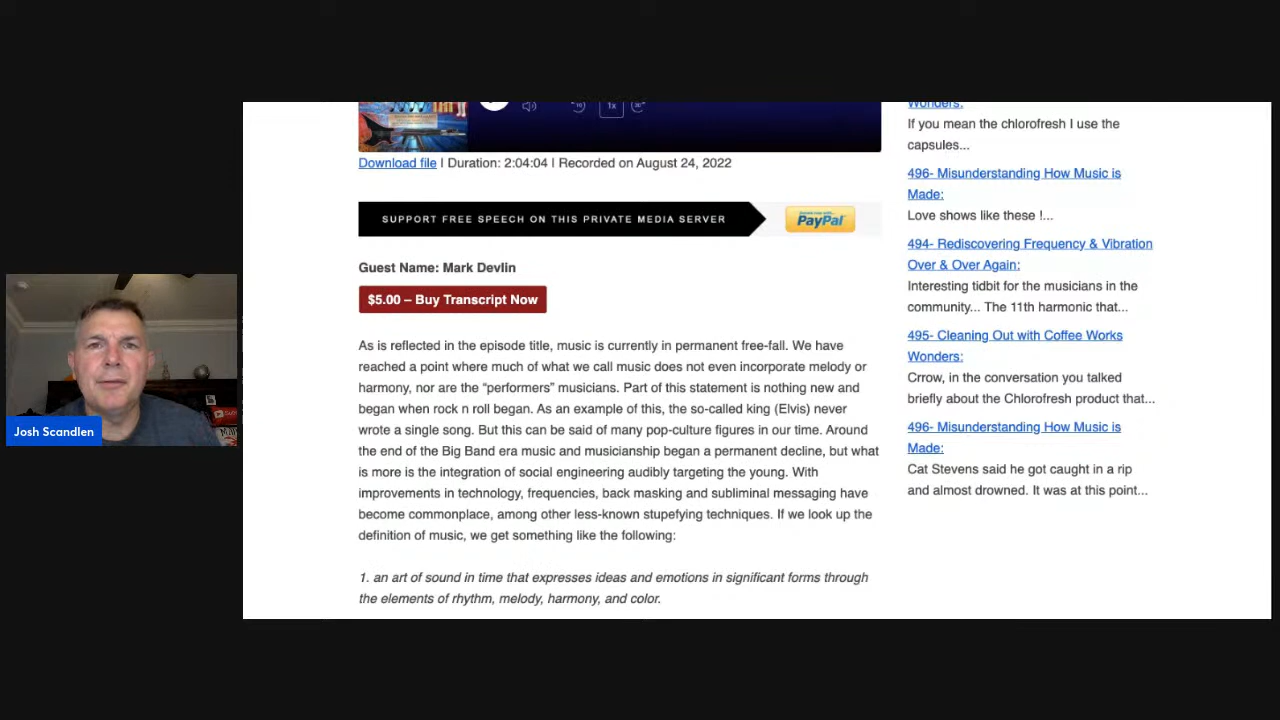 Wonders:
If you mean the chlorofresh I use the
capsules...
Download file | Duration: 2:04:04 | Recorded on August 24, 2022
496- Misunderstanding How Music is
Made:
Love shows like these !...
SUPPORT FREE SPEECH ON THIS PRIVATE MEDIA SERVER
PayPal
494- Rediscovering Frequency & Vibration
Over & Over Again:
Interesting tidbit for the musicians in the
community... The 11th harmonic that...
Guest Name: Mark Devlin
$5.00 – Buy Transcript Now
495- Cleaning Out with Coffee Works
Wonders:
Crrow, in the conversation you talked
briefly about the Chlorofresh product that...
496- Misunderstanding How Music is
Made:
Cat Stevens said he got caught in a rip
and almost drowned. It was at this point...
As is reflected in the episode title, music is currently in permanent free-fall. We have
reached a point where much of what we call music does not even incorporate melody or
harmony, nor are the “performers” musicians. Part of this statement is nothing new and
began when rock n roll began. As an example of this, the so-called king (Elvis) never
wrote a single song. But this can be said of many pop-culture figures in our time. Around
the end of the Big Band era music and musicianship began a permanent decline, but what
is more is the integration of social engineering audibly targeting the young. With
improvements in technology, frequencies, back masking and subliminal messaging have
become commonplace, among other less-known stupefying techniques. If we look up the
definition of music, we get something like the following:
1. an art of sound in time that expresses ideas and emotions in significant forms through
the elements of rhythm, melody, harmony, and color.
1x
Josh Scandlen